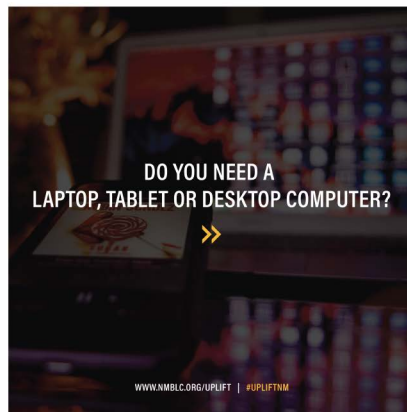 DO YOU NEED A
LAPTOP, TABLET OR DESKTOP COMPUTER?
»
WWW.NMBLC.ORG/UPLIFT | #UPLIFTNM